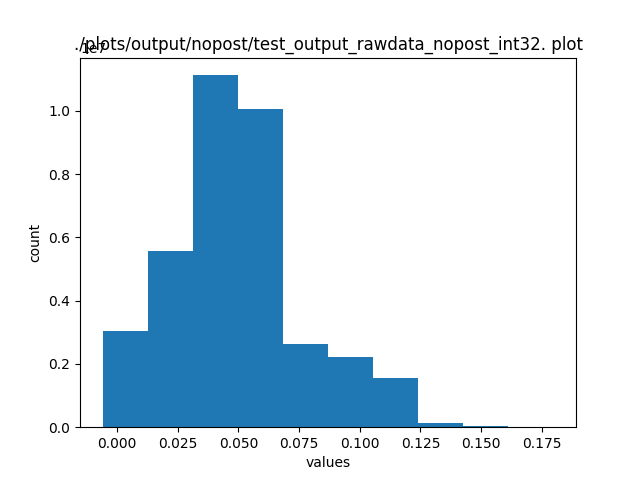 ./plots/output/nopost/test_output_rawdata_nopost_int32. plot
1e7
1.0
0.8
0.6
0.4
0.2
0.0
count
0.000 0.025 0.050 0.075 0.100 0.125 0.150 0.175
values